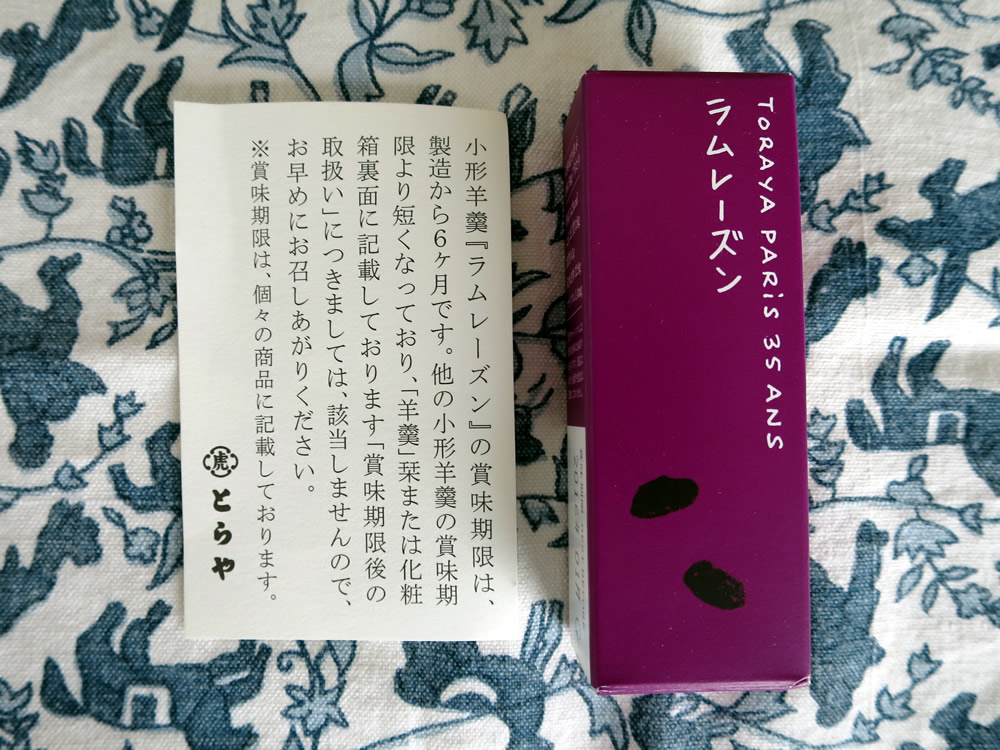 小形羊羹『ラムレーズン』の賞味期限は、
製造から6ヶ月です。他の小形羊羹の賞味期
限より短くなっており、「羊羹」栞または化粧
箱裏面に記載しております「賞味期限後の
取扱い」につきましては、該当しませんので、
お早めにお召しあがりください。
※賞味期限は、個々の商品に記載しております。
虎 とらや
TORAYA PARiS 35 ANS
ラムレーズン